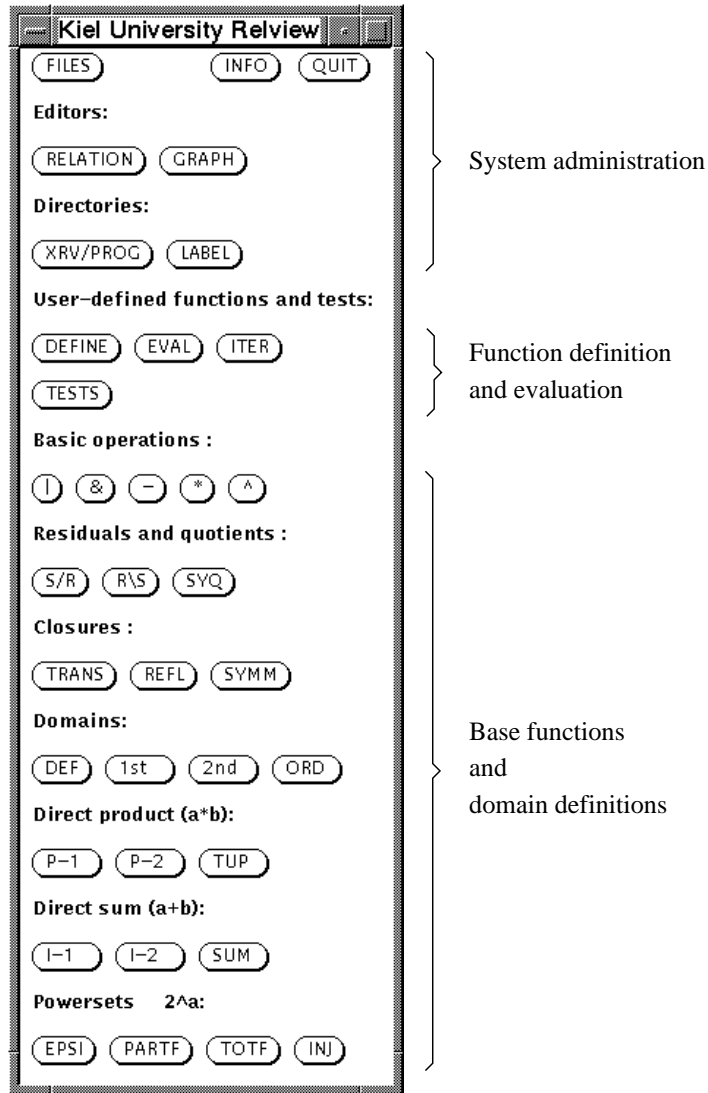 Kiel University Relview
FILES INFO QUIT
Editors:
RELATION GRAPH
System administration
Directories:
XRV/PROG LABEL
User-defined functions and tests:
DEFINE EVAL ITER
Function definition
and evaluation
TESTS
Basic operations :
| & - * ^
Residuals and quotients :
S/R R\S SYQ
Closures :
TRANS REFL SYMM
Domains:
DEF 1st 2nd ORD
Base functions
and
domain definitions
Direct product (a*b):
P-1 P-2 TUP
Direct sum (a+b):
I-1 I-2 SUM
Powersets 2^a:
EPSI PARTF TOTF INJ